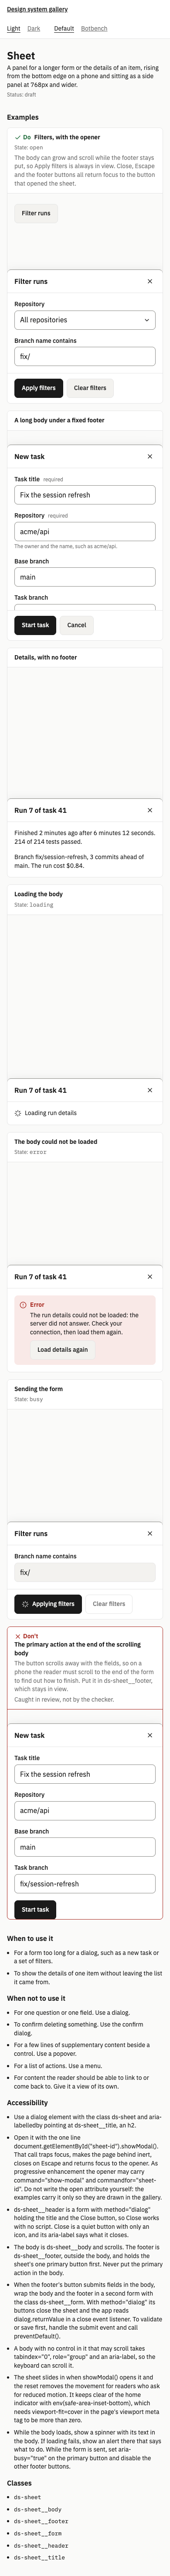 Design system gallery
Light Dark Default Botbench
Sheet
A panel for a longer form or the details of an item, rising
from the bottom edge on a phone and sitting as a side
panel at 768px and wider.
Status: draft
Examples
Do Filters, with the opener
State: open
The body can grow and scroll while the footer stays
put, so Apply filters is always in view. Close, Escape
and the footer buttons all return focus to the button
that opened the sheet.
Filter runs
Filter runs
Repository
All repositories
Branch name contains
fix/
Apply filters Clear filters
A long body under a fixed footer
New task
Task title required
Fix the session refresh
Repository required
acme/api
The owner and the name, such as acme/api.
Base branch
main
Task branch
Start task Cancel
Details, with no footer
Run 7 of task 41
Finished 2 minutes ago after 6 minutes 12 seconds.
214 of 214 tests passed.
Branch fix/session-refresh, 3 commits ahead of
main. The run cost $0.84.
Loading the body
State: loading
Run 7 of task 41
Loading run details
The body could not be loaded
State: error
Run 7 of task 41
Error
The run details could not be loaded: the
server did not answer. Check your
connection, then load them again.
Load details again
Sending the form
State: busy
Filter runs
Branch name contains
fix/
Applying filters Clear filters
Don't
The primary action at the end of the scrolling
body
The button scrolls away with the fields, so on a
phone the reader must scroll to the end of the form
to find out how to finish. Put it in ds-sheet__footer,
which stays in view.
Caught in review, not by the checker.
New task
Task title
Fix the session refresh
Repository
acme/api
Base branch
main
Task branch
fix/session-refresh
Start task
When to use it
For a form too long for a dialog, such as a new task or
a set of filters.
To show the details of one item without leaving the list
it came from.
When not to use it
For one question or one field. Use a dialog.
To confirm deleting something. Use the confirm
dialog.
For a few lines of supplementary content beside a
control. Use a popover.
For a list of actions. Use a menu.
For content the reader should be able to link to or
come back to. Give it a view of its own.
Accessibility
Use a dialog element with the class ds-sheet and aria-
labelledby pointing at ds-sheet__title, an h2.
Open it with the one line
document.getElementById("sheet-id").showModal().
That call traps focus, makes the page behind inert,
closes on Escape and returns focus to the opener. As
progressive enhancement the opener may carry
command="show-modal" and commandfor="sheet-
id". Do not write the open attribute yourself: the
examples carry it only so they are drawn in the gallery.
ds-sheet__header is a form with method="dialog"
holding the title and the Close button, so Close works
with no script. Close is a quiet button with only an
icon, and its aria-label says what it closes.
The body is ds-sheet__body and scrolls. The footer is
ds-sheet__footer, outside the body, and holds the
sheet's one primary button first. Never put the primary
action in the body.
When the footer's button submits fields in the body,
wrap the body and the footer in a second form with
the class ds-sheet__form. With method="dialog" its
buttons close the sheet and the app reads
dialog.returnValue in a close event listener. To validate
or save first, handle the submit event and call
preventDefault().
A body with no control in it that may scroll takes
tabindex="0", role="group" and an aria-label, so the
keyboard can scroll it.
The sheet slides in when showModal() opens it and
the reset removes the movement for readers who ask
for reduced motion. It keeps clear of the home
indicator with env(safe-area-inset-bottom), which
needs viewport-fit=cover in the page's viewport meta
tag to be more than zero.
While the body loads, show a spinner with its text in
the body. If loading fails, show an alert there that says
what to do. While the form is sent, set aria-
busy="true" on the primary button and disable the
other footer buttons.
Classes
ds-sheet
ds-sheet__body
ds-sheet__footer
ds-sheet__form
ds-sheet__header
ds-sheet__title